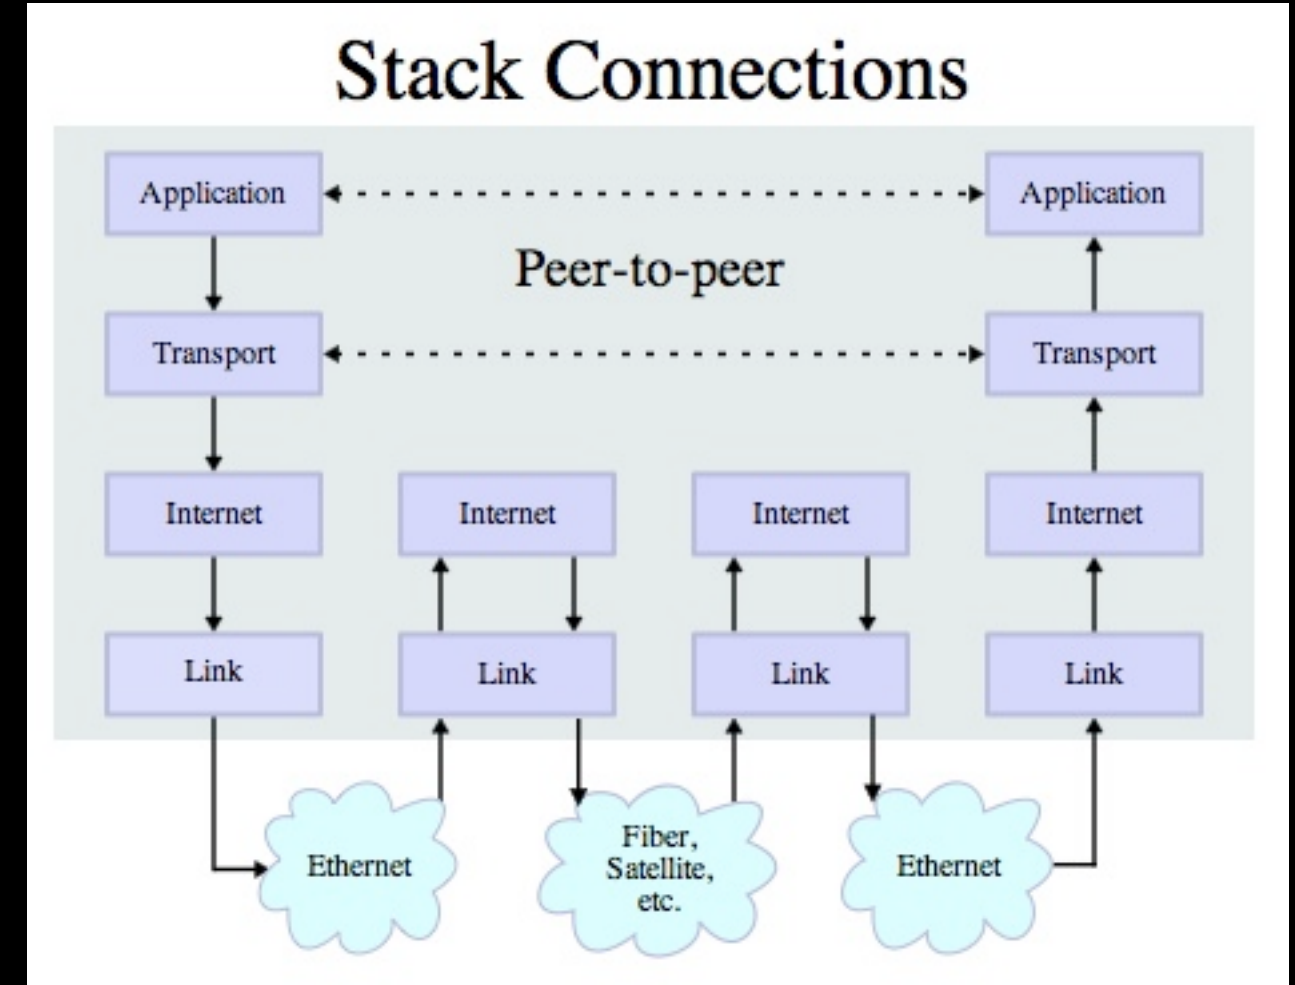 Stack Connections
Application
Application
Peer-to-peer
Transport
Transport
Internet
Internet
Internet
Internet
Link
Link
Link
Link
Ethernet
Fiber,
Satellite,
etc.
Ethernet